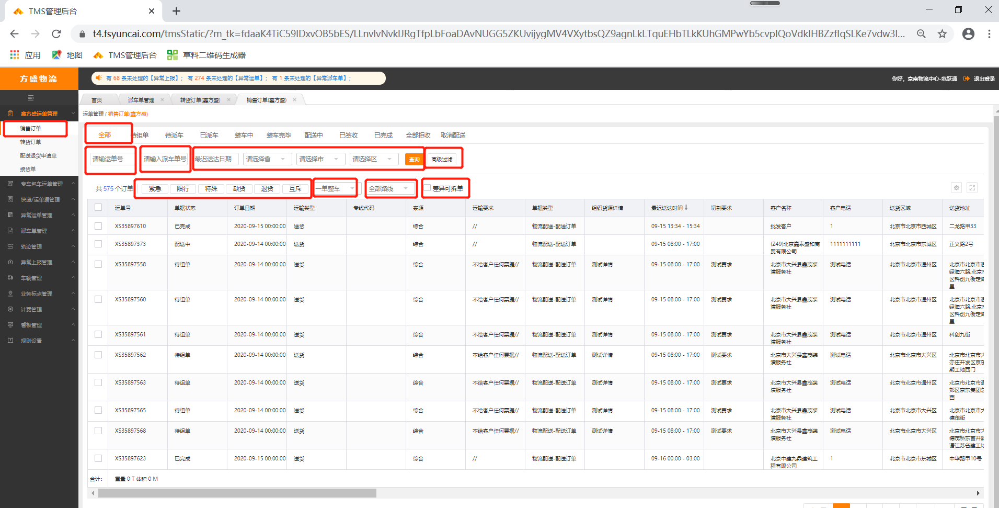 TMS管理后台
t4.fsyuncai.com/tmsStatic/?m_tk=
应用 地图 TMS管理后台 草料二维码生成器
方盛物流
有 68 条未处理的【异常上报】； 有 274 条未处理的【异常运单】； 有 1 条未处理的【异常派车单】；
你好，京南物流中心-范跃通 退出登录
首页 派车单管理 转货订单(鑫方盛) 销售订单(鑫方盛)
运单管理 / 销售订单(鑫方盛)
鑫方盛运单管理
销售订单
转货订单
配送退货申请单
接货单
专车包车运单管理
快递/运单据管理
异常运单管理
派车单管理
轨迹管理
异常上报管理
车辆管理
业务标点管理
计费管理
看板管理
规则设置
全部 待组单 待派车 已派车 装车中 装车完毕 配送中 已签收 已完成 全部拒收 取消配送
请输运单号 请输入派车单号 最迟送达日期 请选择省 请选择市 请选择区 查询 高级过滤
共 575 个订单 紧急 限行 特殊 缺货 退货 互斥 一单整车 全部路线 差异可拆单
运单号 单据状态 订单日期 运输类型 专线代码 来源 运输要求 单据类型 组织货源详情 最迟送达时间 切割要求 客户名称 客户电话 送货区域 送货地址
XS35897610 已完成 2020-09-15 00:00:00 送货 综合 // 物流配送-配送订单 09-15 13:34 - 15:34 批发客户 1 北京市北京市西城区 二龙路甲33
XS35897373 配送中 2020-09-14 00:00:00 送货 综合 // 物流配送-配送订单 09-15 08:00 - 17:00 (Z49)北京嘉泰盛和商 1111111111 北京市北京市东城区 正义路2号
贸有限公司
XS35897558 待组单 2020-09-14 00:00:00 送货 综合 不给客户任何票据// 物流配送-配送订单 测试详情 09-15 08:00 - 17:00 测试要求 北京市大兴县鑫茂装 测试电话 北京市北京市通州区 北京市北京市通
潢服务社 经海六路,北京市
区科创九街定海
里
XS35897560 待组单 2020-09-14 00:00:00 送货 综合 不给客户任何票据// 物流配送-配送订单 测试详情 09-15 08:00 - 17:00 测试要求 北京市大兴县鑫茂装 测试电话 北京市北京市通州区 北京市北京市通
潢服务社 经海六路,北京市
区科创九街定海
里
XS35897561 待组单 2020-09-14 00:00:00 送货 综合 不给客户任何票据// 物流配送-配送订单 测试详情 09-15 08:00 - 17:00 测试要求 北京市大兴县鑫茂装 测试电话 北京市北京市通州区 科创九街
潢服务社
XS35897562 待组单 2020-09-14 00:00:00 送货 综合 不给客户任何票据// 物流配送-配送订单 测试详情 09-15 08:00 - 17:00 测试要求 北京市大兴县鑫茂装 测试电话 北京市北京市大兴区 北京市北京市大
潢服务社 亦庄开发区京东
期工地西门
XS35897563 待组单 2020-09-14 00:00:00 送货 综合 不给客户任何票据// 物流配送-配送订单 测试详情 09-15 08:00 - 17:00 测试要求 北京市大兴县鑫茂装 测试电话 北京市北京市通州区 北京市北京市通
潢服务社 郊区京东集团总
西
XS35897565 待组单 2020-09-14 00:00:00 送货 综合 不给客户任何票据// 物流配送-配送订单 测试详情 09-15 08:00 - 17:00 测试要求 北京市大兴县鑫茂装 测试电话 北京市北京市大兴区 北京市北京市大
潢服务社 德茂街
XS35897568 待组单 2020-09-14 00:00:00 送货 综合 不给客户任何票据// 物流配送-配送订单 测试详情 09-15 08:00 - 17:00 测试要求 北京市大兴县鑫茂装 测试电话 北京市北京市大兴区 北京市北京市大
潢服务社 德茂桥东首开熙
语江苏省建工地
XS35897623 已完成 2020-09-15 00:00:00 送货 综合 // 物流配送-配送订单 09-16 00:00 - 03:00 北京中建九鼎建筑工 1 北京市北京市东城区 中华路甲10号
程有限公司
合计： 重量 0 T 体积 0 M